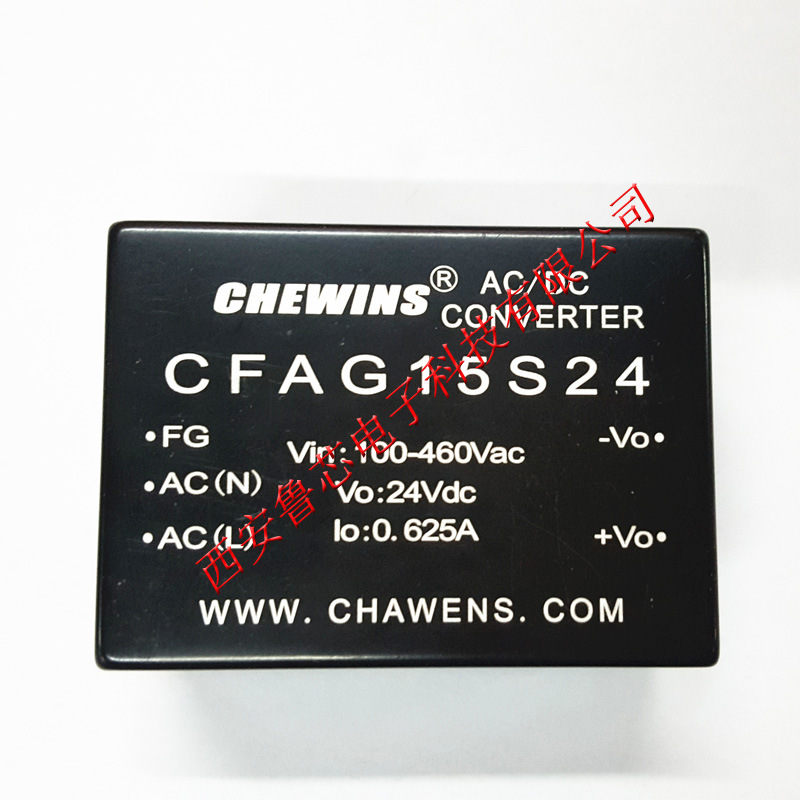 CHEWINS® AC/DC
CONVERTER
CFAG15S24
•FG Vin:100-460Vac -Vo•
•AC(N) Vo:24Vdc
•AC(L) Io:0.625A +Vo•
WWW.CHAWENS.COM
西安鲁芯电子科技有限公司